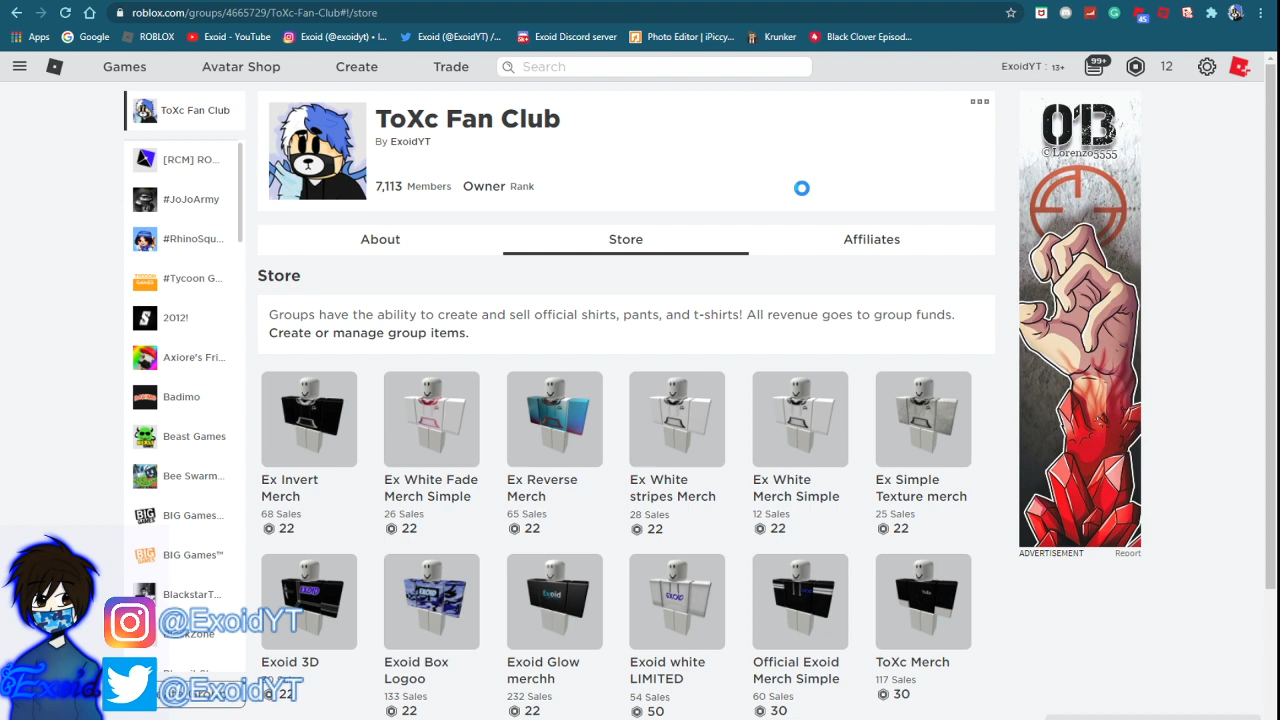 roblox.com/groups/4665729/ToXc-Fan-Club#!/store
45
Apps Google ROBLOX Exoid - YouTube Exoid (@exoidyt) • I... Exoid (@ExoidYT) /... Exoid Discord server Photo Editor | iPiccy... Krunker Black Clover Episod...
Games Avatar Shop Create Trade Search ExoidYT : 13+ 99+ 12
ToXc Fan Club
[RCM] RO...
#JoJoArmy
#RhinoSqu...
#Tycoon G...
2012!
Axiore's Fri...
Badimo
Beast Games
Bee Swarm...
BIG Games...
BIG Games™
BlackstarT...
ToXc Fan Club
By ExoidYT
7,113 Members Owner Rank
About Store Affiliates
Store
Groups have the ability to create and sell official shirts, pants, and t-shirts! All revenue goes to group funds.
Create or manage group items.
Ex Invert
Merch
68 Sales
22
Ex White Fade
Merch Simple
26 Sales
22
Ex Reverse
Merch
65 Sales
22
Ex White
stripes Merch
28 Sales
22
Ex White
Merch Simple
12 Sales
22
Ex Simple
Texture merch
25 Sales
22
Exoid 3D
22
Exoid Box
Logoo
133 Sales
22
Exoid Glow
merchh
232 Sales
22
Exoid white
LIMITED
54 Sales
50
Official Exoid
Merch Simple
60 Sales
30
ToXc Merch
117 Sales
30
013
©Lorenzo5555
ADVERTISEMENT Report
@ExoidYT
@ExoidYT
Exoid